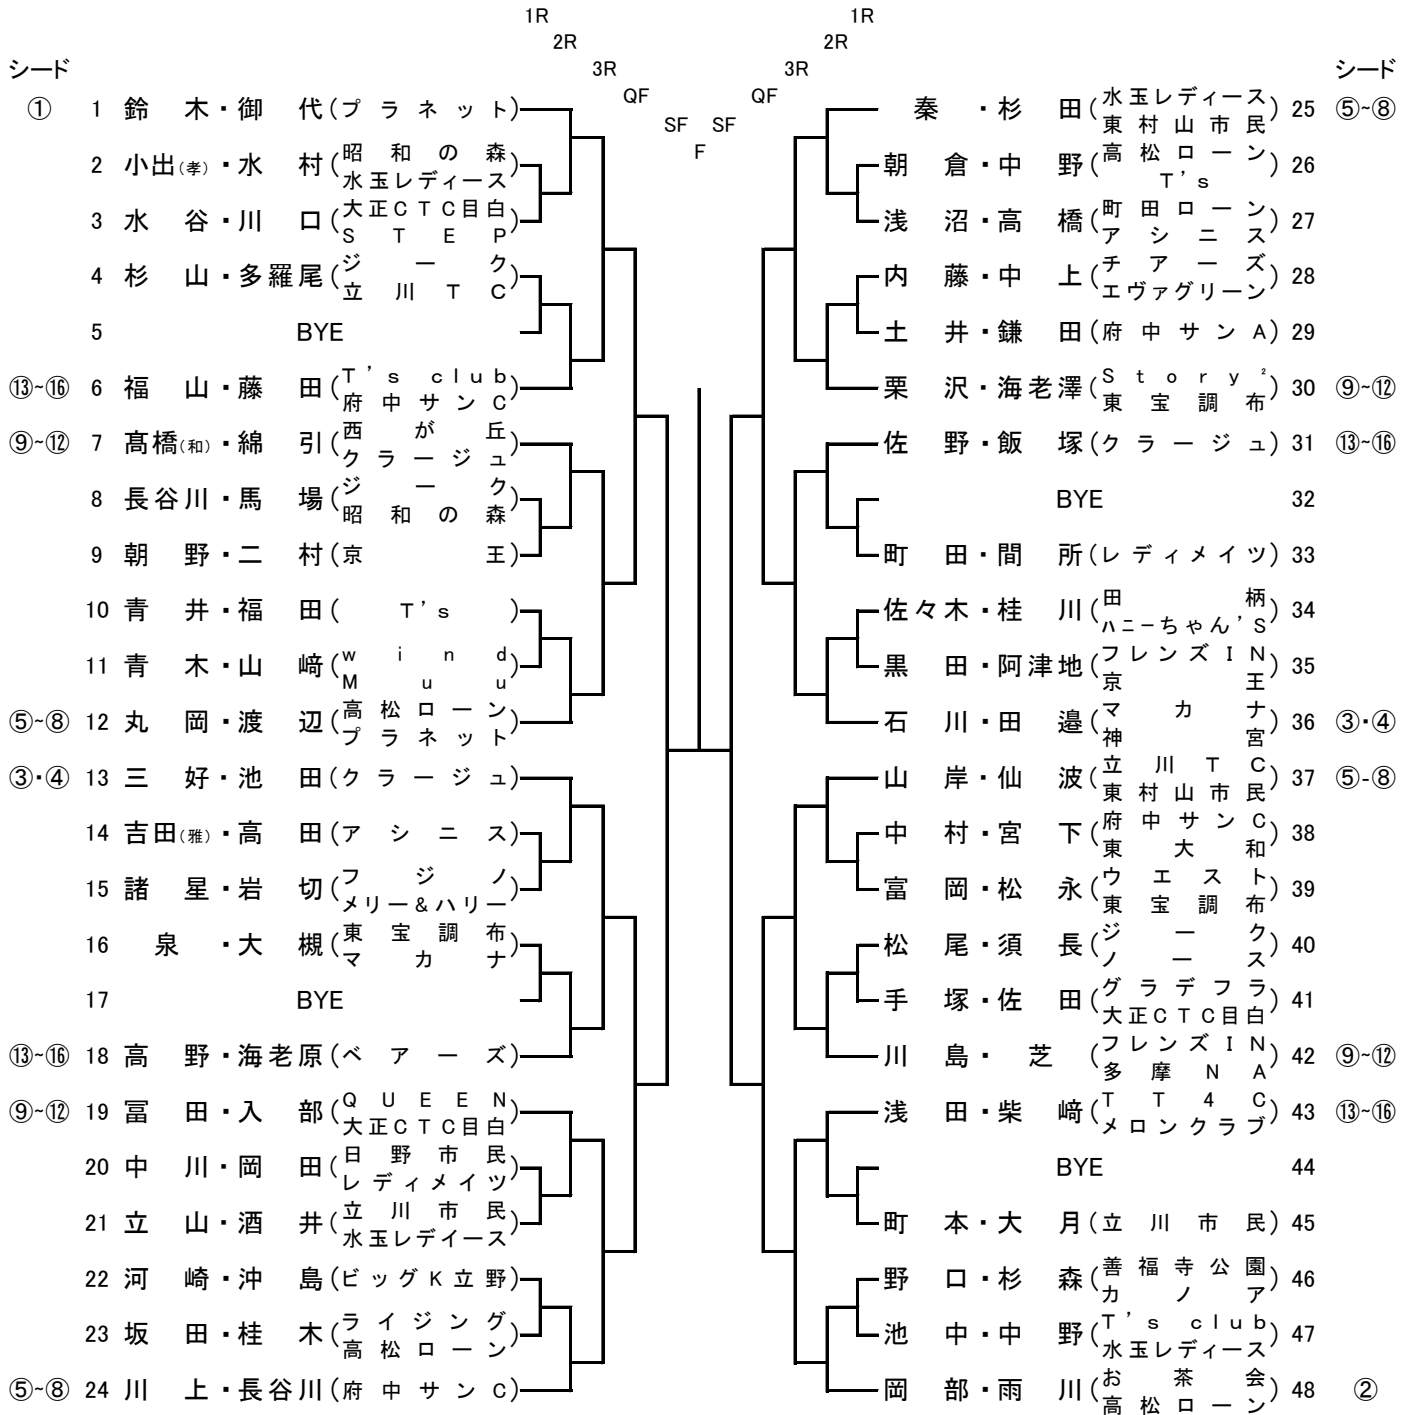 1R 1R
2R 2R
シード 3R 3R シード
QF QF
SF SF
F
① 1 鈴木・御代(プラネット)
2 小出(孝)・水村(昭和の森 水玉レディース)
3 水谷・川口(大正CTC目白 STEP)
4 杉山・多羅尾(ジーク 立川TC)
5 BYE
⑬~⑯ 6 福山・藤田(T's club 府中サンC)
⑨~⑫ 7 髙橋(和)・綿引(西が丘 クラージュ)
8 長谷川・馬場(ジーク 昭和の森)
9 朝野・二村(京王)
10 青井・福田(T's)
11 青木・山﨑(wind Muu)
⑤~⑧ 12 丸岡・渡辺(高松ローン プラネット)
③・④ 13 三好・池田(クラージュ)
14 吉田(雅)・高田(アシニス)
15 諸星・岩切(フジノ メリー&ハリー)
16 泉・大槻(東宝調布 マカナ)
17 BYE
⑬~⑯ 18 高野・海老原(ベアーズ)
⑨~⑫ 19 冨田・入部(QUEEN 大正CTC目白)
20 中川・岡田(日野市民 レディメイツ)
21 立山・酒井(立川市民 水玉レデイース)
22 河崎・沖島(ビッグK立野)
23 坂田・桂木(ライジング 高松ローン)
⑤~⑧ 24 川上・長谷川(府中サンC)
秦・杉田(水玉レディース 東村山市民) 25 ⑤~⑧
朝倉・中野(高松ローン T's) 26
浅沼・高橋(町田ローン アシニス) 27
内藤・中上(チアーズ エヴァグリーン) 28
土井・鎌田(府中サンA) 29
栗沢・海老澤(Story² 東宝調布) 30 ⑨~⑫
佐野・飯塚(クラージュ) 31 ⑬~⑯
BYE 32
町田・間所(レディメイツ) 33
佐々木・桂川(田柄 ハニーちゃん'S) 34
黒田・阿津地(フレンズIN 京王) 35
石川・田邉(マカナ 神宮) 36 ③・④
山岸・仙波(立川TC 東村山市民) 37 ⑤-⑧
中村・宮下(府中サンC 東大和) 38
富岡・松永(ウエスト 東宝調布) 39
松尾・須長(ジーク ノース) 40
手塚・佐田(グラデフラ 大正CTC目白) 41
川島・芝(フレンズIN 多摩NA) 42 ⑨~⑫
浅田・柴﨑(TT4C メロンクラブ) 43 ⑬~⑯
BYE 44
町本・大月(立川市民) 45
野口・杉森(善福寺公園 カノア) 46
池中・中野(T's club 水玉レディース) 47
岡部・雨川(お茶会 高松ローン) 48 ②